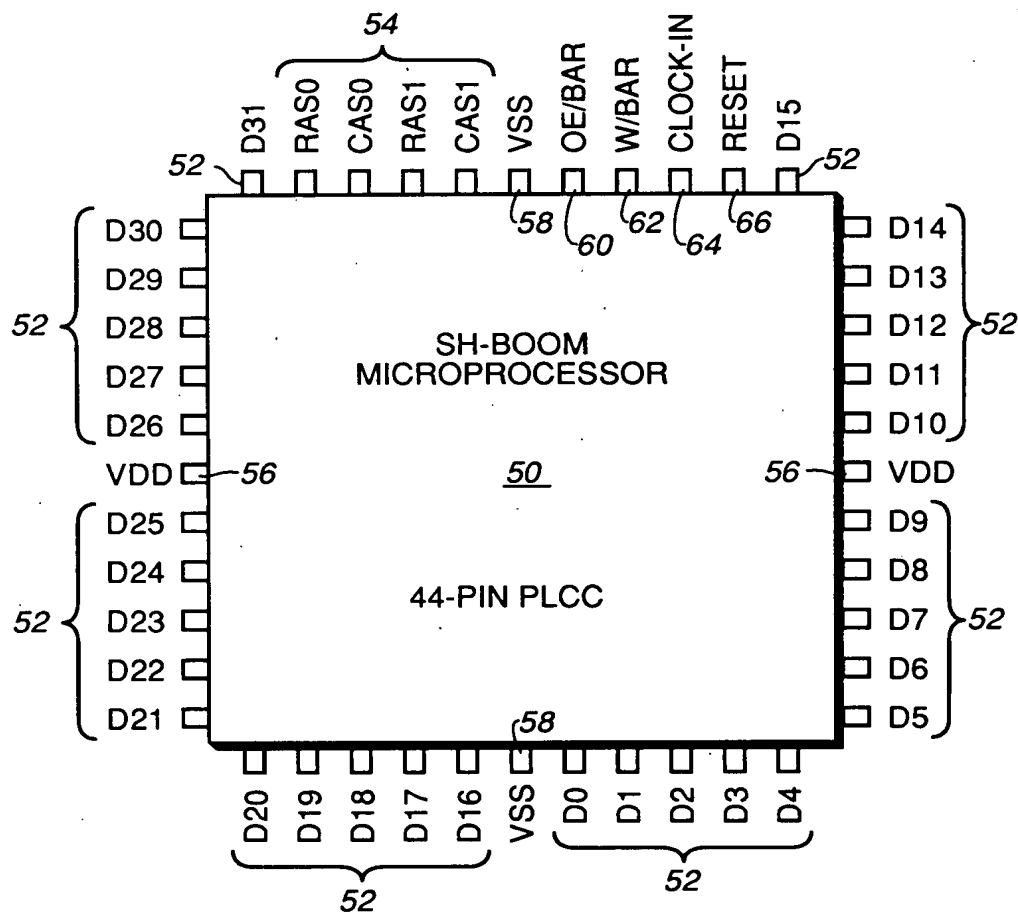 54
D31 RAS0 CAS0 RAS1 CAS1 VSS OE/BAR W/BAR CLOCK-IN RESET D15
52 52
58 60 62 64 66
D30 D14
D29 D13
52 D28 D12 52
SH-BOOM
MICROPROCESSOR
D27 D11
D26 D10
VDD 56 50 56 VDD
D25 D9
D24 D8
44-PIN PLCC
52 D23 D7 52
D22 D6
D21 D5
58
D20 D19 D18 D17 D16 VSS D0 D1 D2 D3 D4
52 52